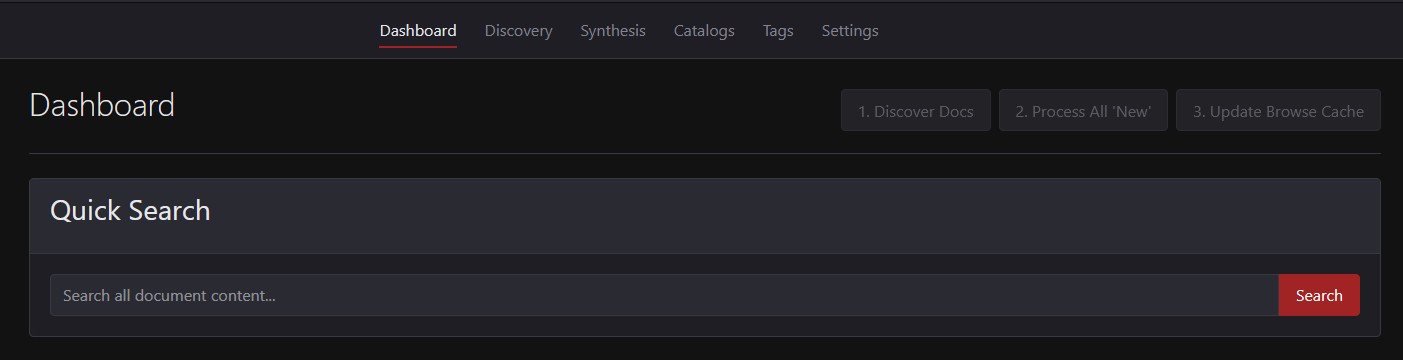 Dashboard Discovery Synthesis Catalogs Tags Settings
Dashboard
1. Discover Docs 2. Process All 'New' 3. Update Browse Cache
Quick Search
Search all document content... Search